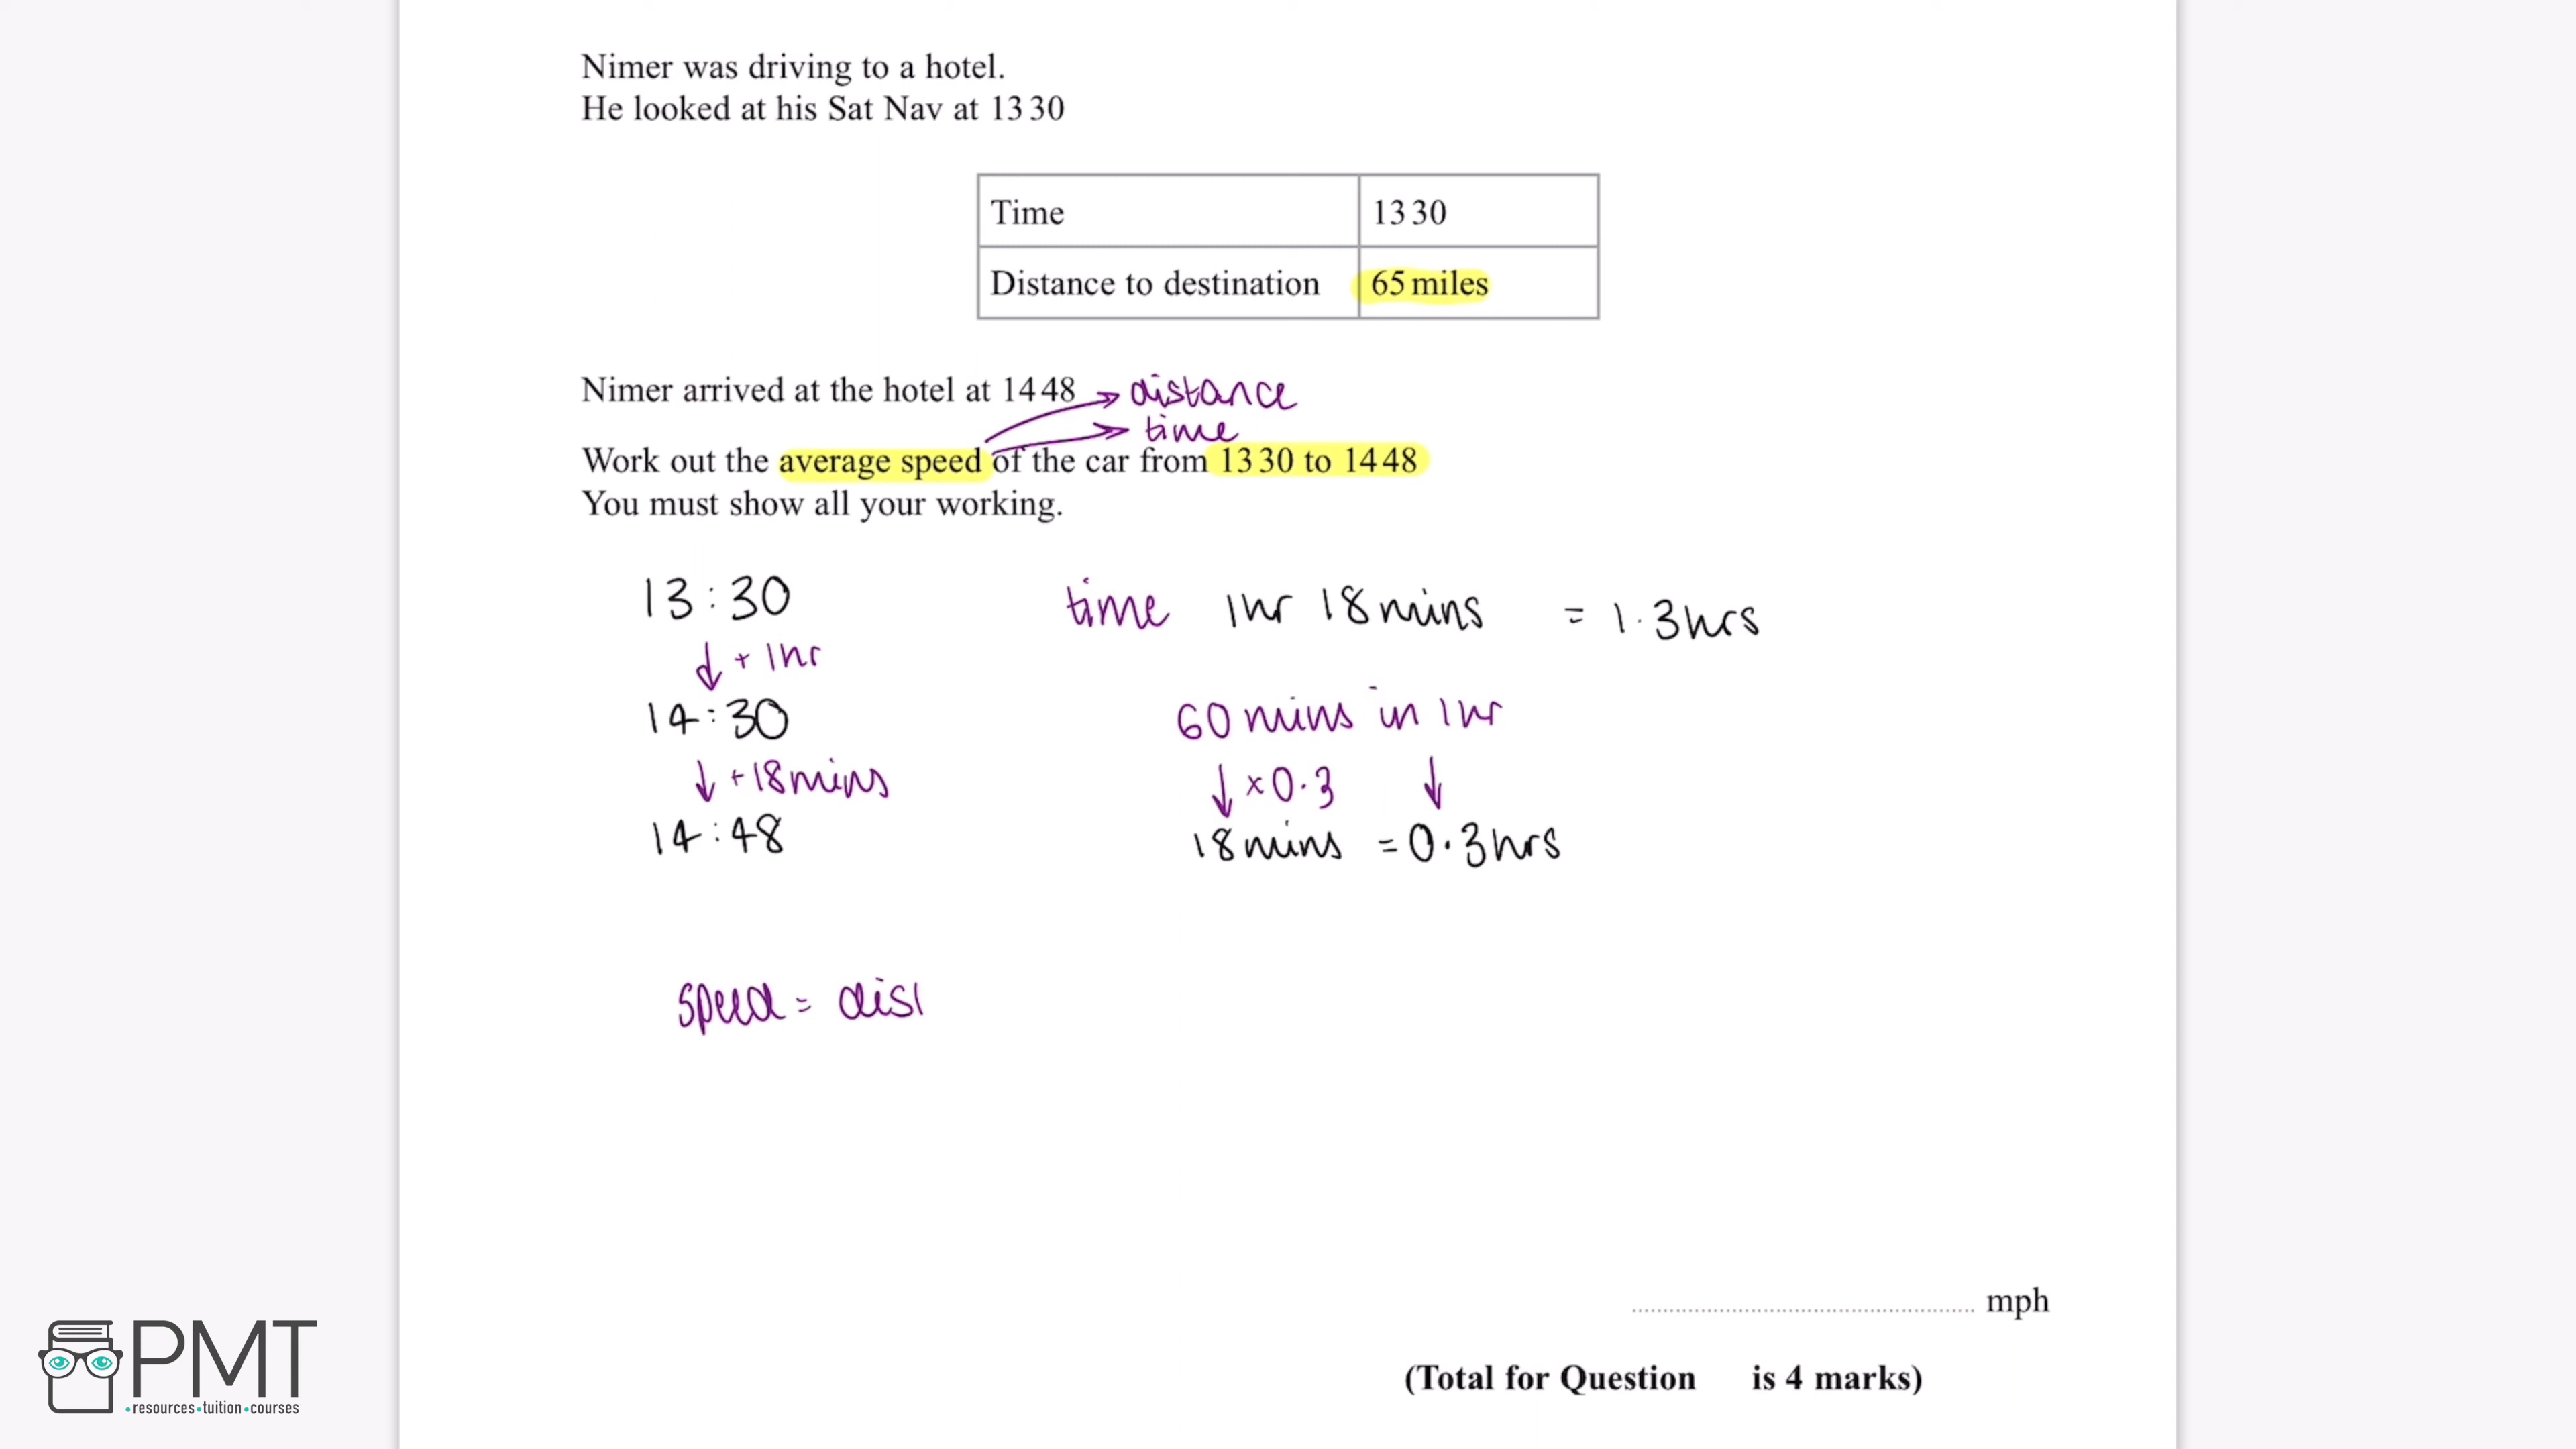 Nimer was driving to a hotel.
He looked at his Sat Nav at 13 30
Time 13 30
Distance to destination 65 miles
Nimer arrived at the hotel at 14 48
distance
time
Work out the average speed of the car from 13 30 to 14 48
You must show all your working.
13:30
+ 1hr
14:30
+18mins
14:48
time 1hr 18mins = 1.3hrs
60 mins in 1hr
×0.3
18mins = 0.3hrs
speed = dist
mph
(Total for Question is 4 marks)
PMT
•resources•tuition•courses